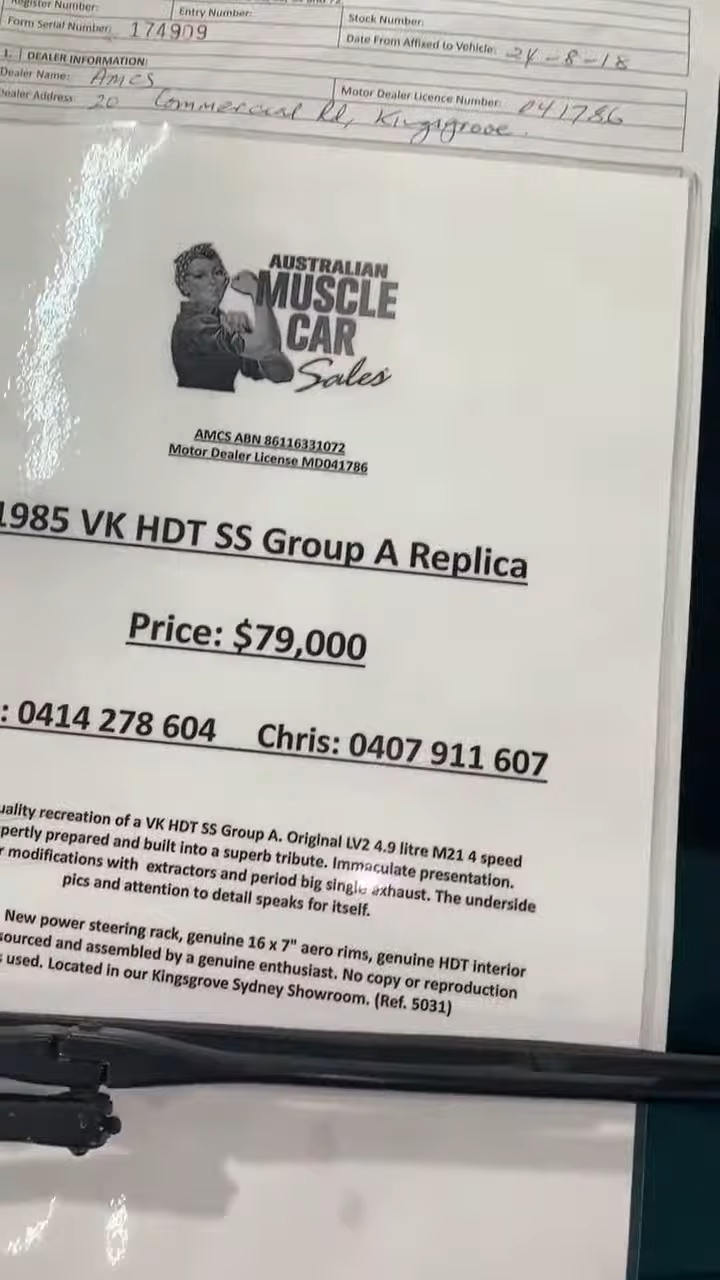 Register Number:
Entry Number:
Stock Number:
Form Serial Number: 174909
Date From Affixed to Vehicle: 24-8-18
1. DEALER INFORMATION:
Dealer Name: AMCS
Motor Dealer Licence Number: 041786
Dealer Address: 20 Commercial Rd, Kingsgrove.
AUSTRALIAN
MUSCLE
CAR
Sales
AMCS ABN 86116331072
Motor Dealer License MD041786
1985 VK HDT SS Group A Replica
Price: $79,000
: 0414 278 604 Chris: 0407 911 607
uality recreation of a VK HDT SS Group A. Original LV2 4.9 litre M21 4 speed
pertly prepared and built into a superb tribute. Immaculate presentation.
r modifications with extractors and period big single exhaust. The underside
pics and attention to detail speaks for itself.
New power steering rack, genuine 16 x 7" aero rims, genuine HDT interior
sourced and assembled by a genuine enthusiast. No copy or reproduction
s used. Located in our Kingsgrove Sydney Showroom. (Ref. 5031)